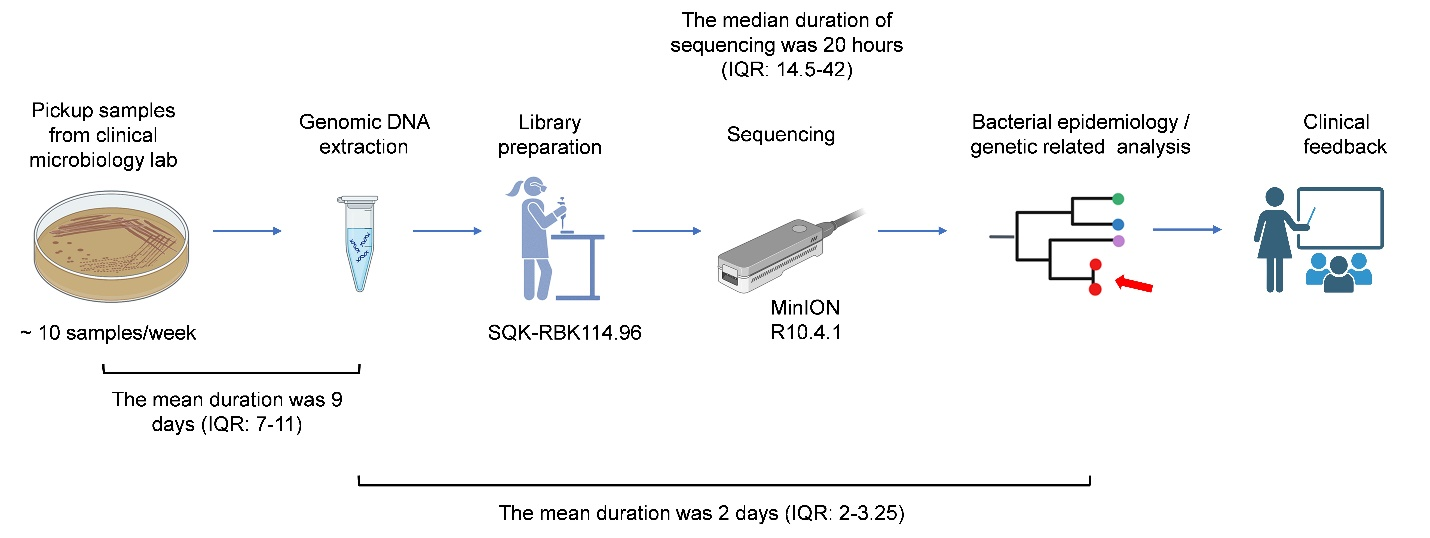 The median duration of
sequencing was 20 hours
(IQR: 14.5-42)
Pickup samples
from clinical
microbiology lab
Genomic DNA
extraction
Library
preparation
Sequencing
Bacterial epidemiology /
genetic related analysis
Clinical
feedback
~ 10 samples/week
SQK-RBK114.96
MinION
R10.4.1
The mean duration was 9
days (IQR: 7-11)
The mean duration was 2 days (IQR: 2-3.25)